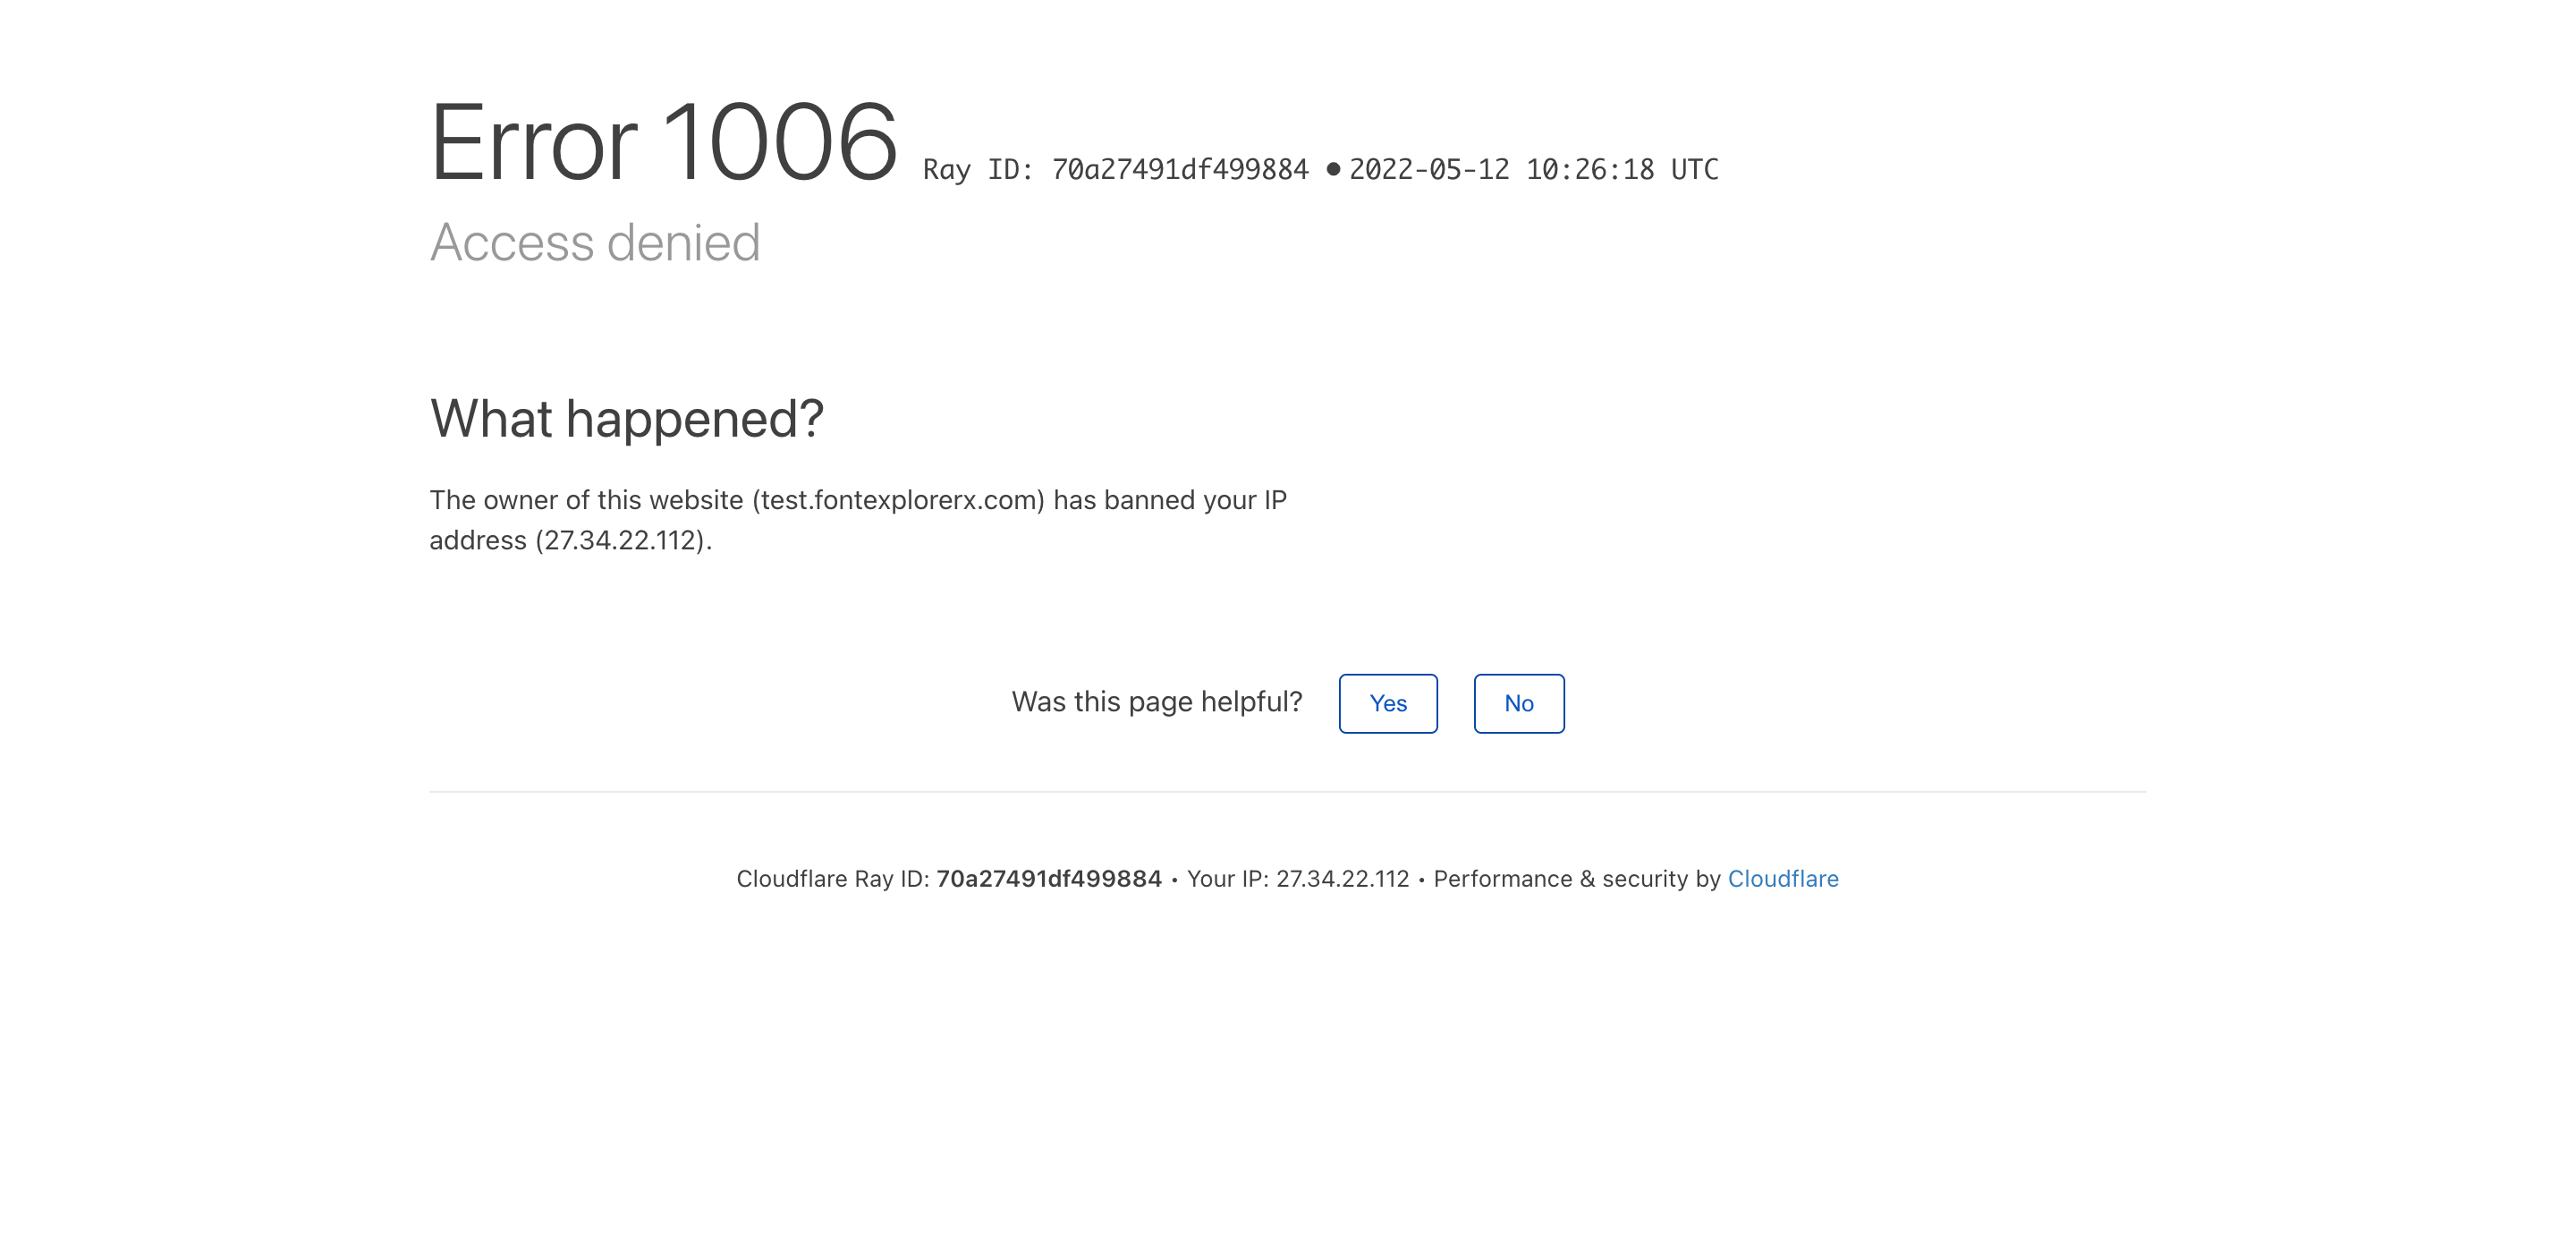 Error 1006 Ray ID: 70a27491df499884 • 2022-05-12 10:26:18 UTC
Access denied
What happened?
The owner of this website (test.fontexplorerx.com) has banned your IP
address (27.34.22.112).
Was this page helpful? Yes No
Cloudflare Ray ID: 70a27491df499884 • Your IP: 27.34.22.112 • Performance & security by Cloudflare